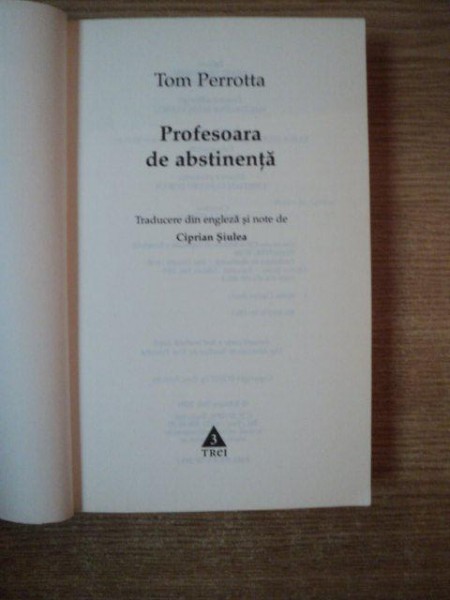 Tom Perrotta
Profesoara
de abstinență
Traducere din engleză și note de
Ciprian Șiulea
3
TREI